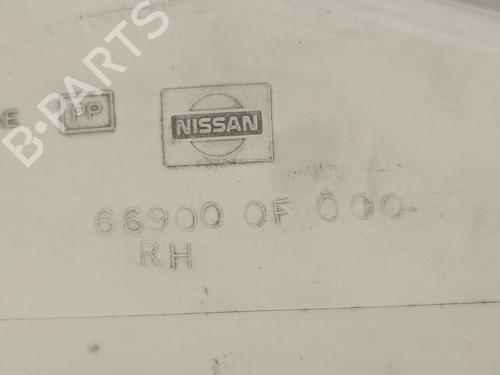 B-PARTS
E PP
NISSAN
66900 0F 000
RH